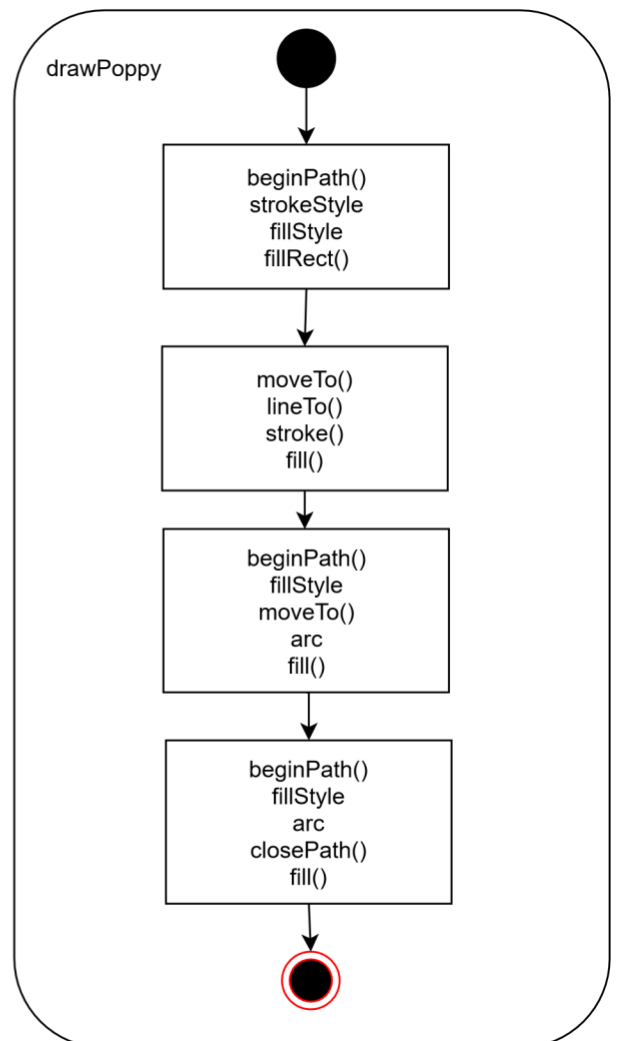 drawPoppy
beginPath()
strokeStyle
fillStyle
fillRect()
moveTo()
lineTo()
stroke()
fill()
beginPath()
fillStyle
moveTo()
arc
fill()
beginPath()
fillStyle
arc
closePath()
fill()